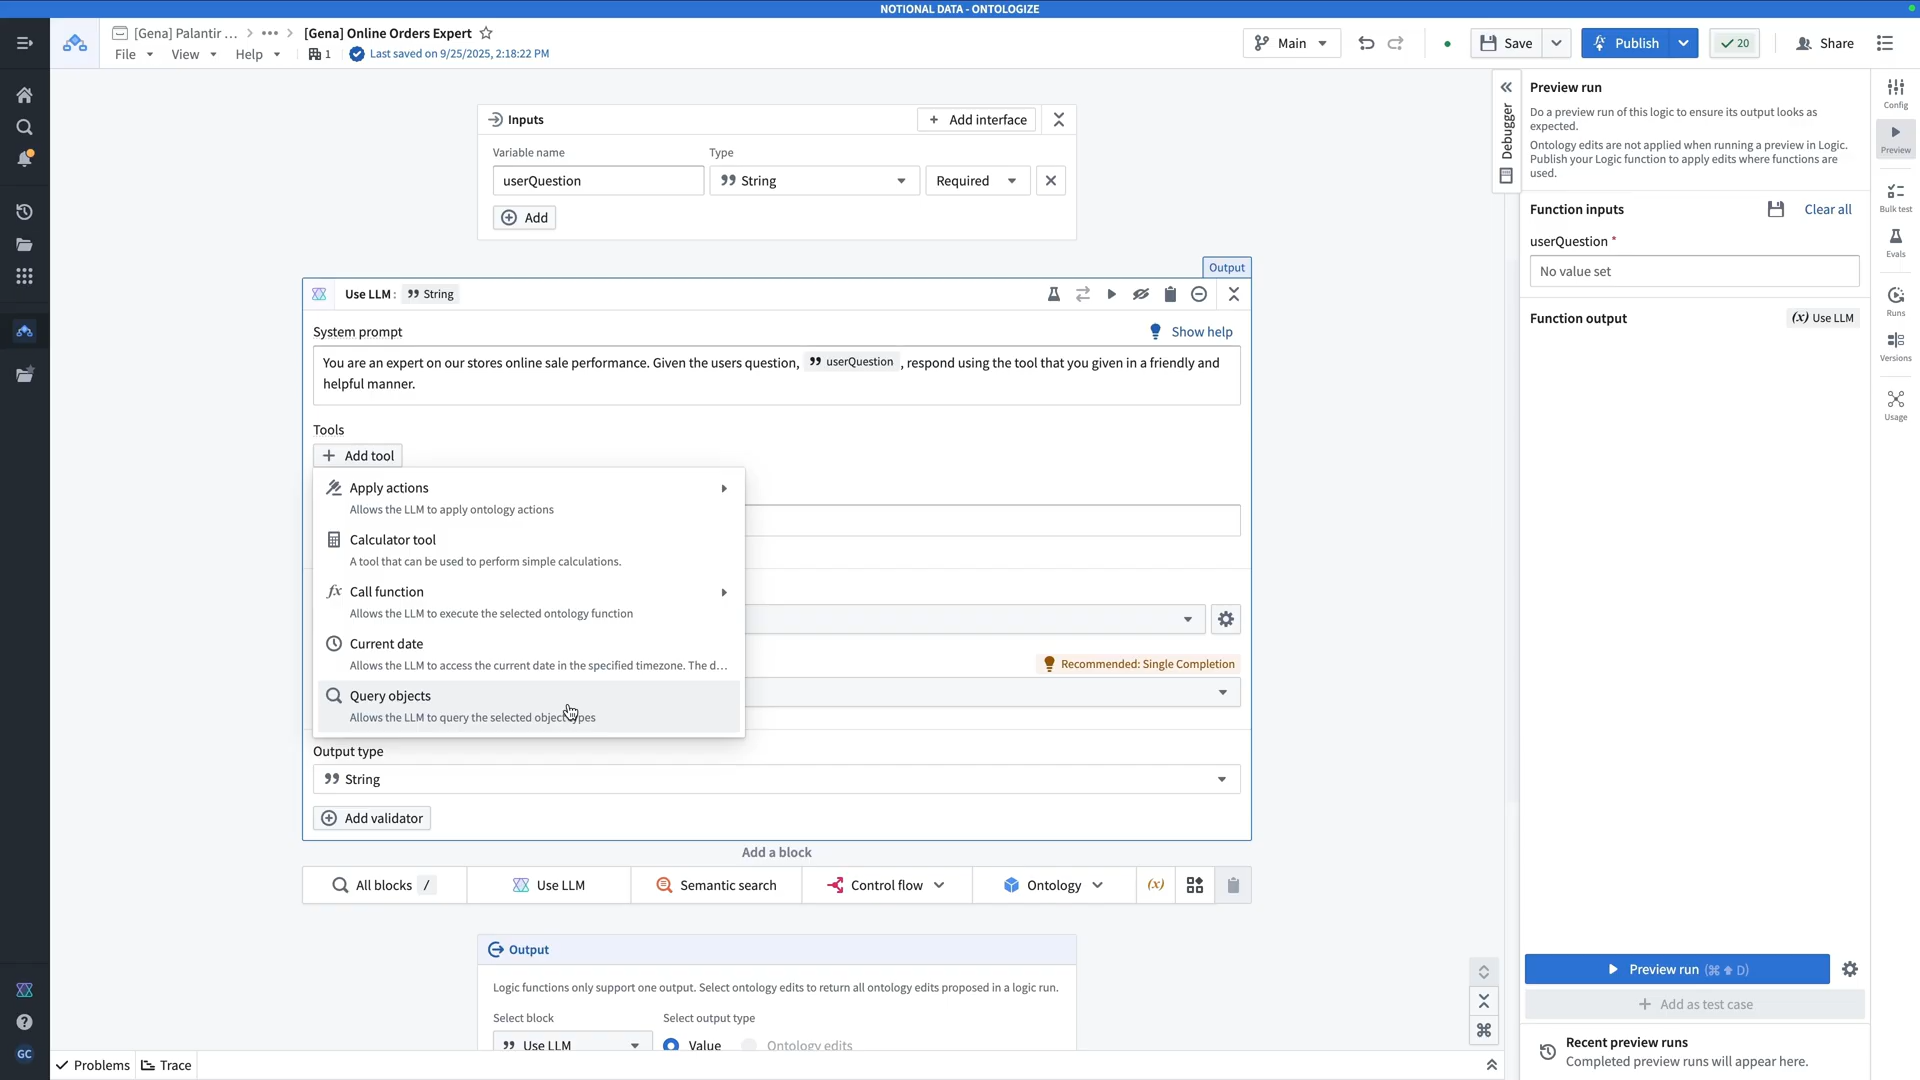 NOTIONAL DATA - ONTOLOGIZE
[Gena] Palantir ... > ••• > [Gena] Online Orders Expert
File View Help 1 Last saved on 9/25/2025, 2:18:22 PM
Main Save Publish 20 Share
Inputs + Add interface
Variable name Type
userQuestion String Required
Add
Output
Use LLM : String
System prompt Show help
You are an expert on our stores online sale performance. Given the users question, userQuestion , respond using the tool that you given in a friendly and
helpful manner.
Tools
+ Add tool
Apply actions
Allows the LLM to apply ontology actions
Calculator tool
A tool that can be used to perform simple calculations.
fx Call function
Allows the LLM to execute the selected ontology function
Current date
Allows the LLM to access the current date in the specified timezone. The d...
Recommended: Single Completion
Query objects
Allows the LLM to query the selected object types
Output type
String
Add validator
Add a block
All blocks / Use LLM Semantic search Control flow Ontology (x)
Output
Logic functions only support one output. Select ontology edits to return all ontology edits proposed in a logic run.
Select block Select output type
Use LLM Value Ontology edits
GC
Problems Trace
Debugger
Preview run
Do a preview run of this logic to ensure its output looks as
expected.
Ontology edits are not applied when running a preview in Logic.
Publish your Logic function to apply edits where functions are
used.
Function inputs Clear all
userQuestion *
No value set
Function output (x) Use LLM
Preview run (⌘ ⬆ D)
+ Add as test case
Recent preview runs
Completed preview runs will appear here.
Config
Preview
Bulk test
Evals
Runs
Versions
Usage